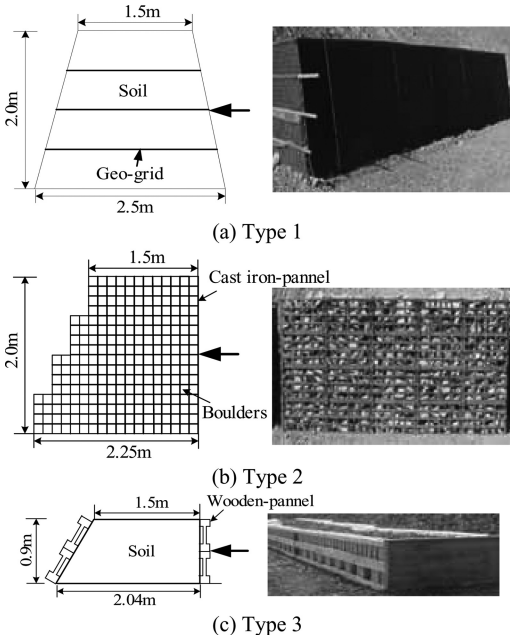 1.5m
2.0m
Soil
Geo-grid
2.5m
(a) Type 1
1.5m
Cast iron-pannel
2.0m
Boulders
2.25m
(b) Type 2
Wooden-pannel
1.5m
0.9m
Soil
2.04m
(c) Type 3